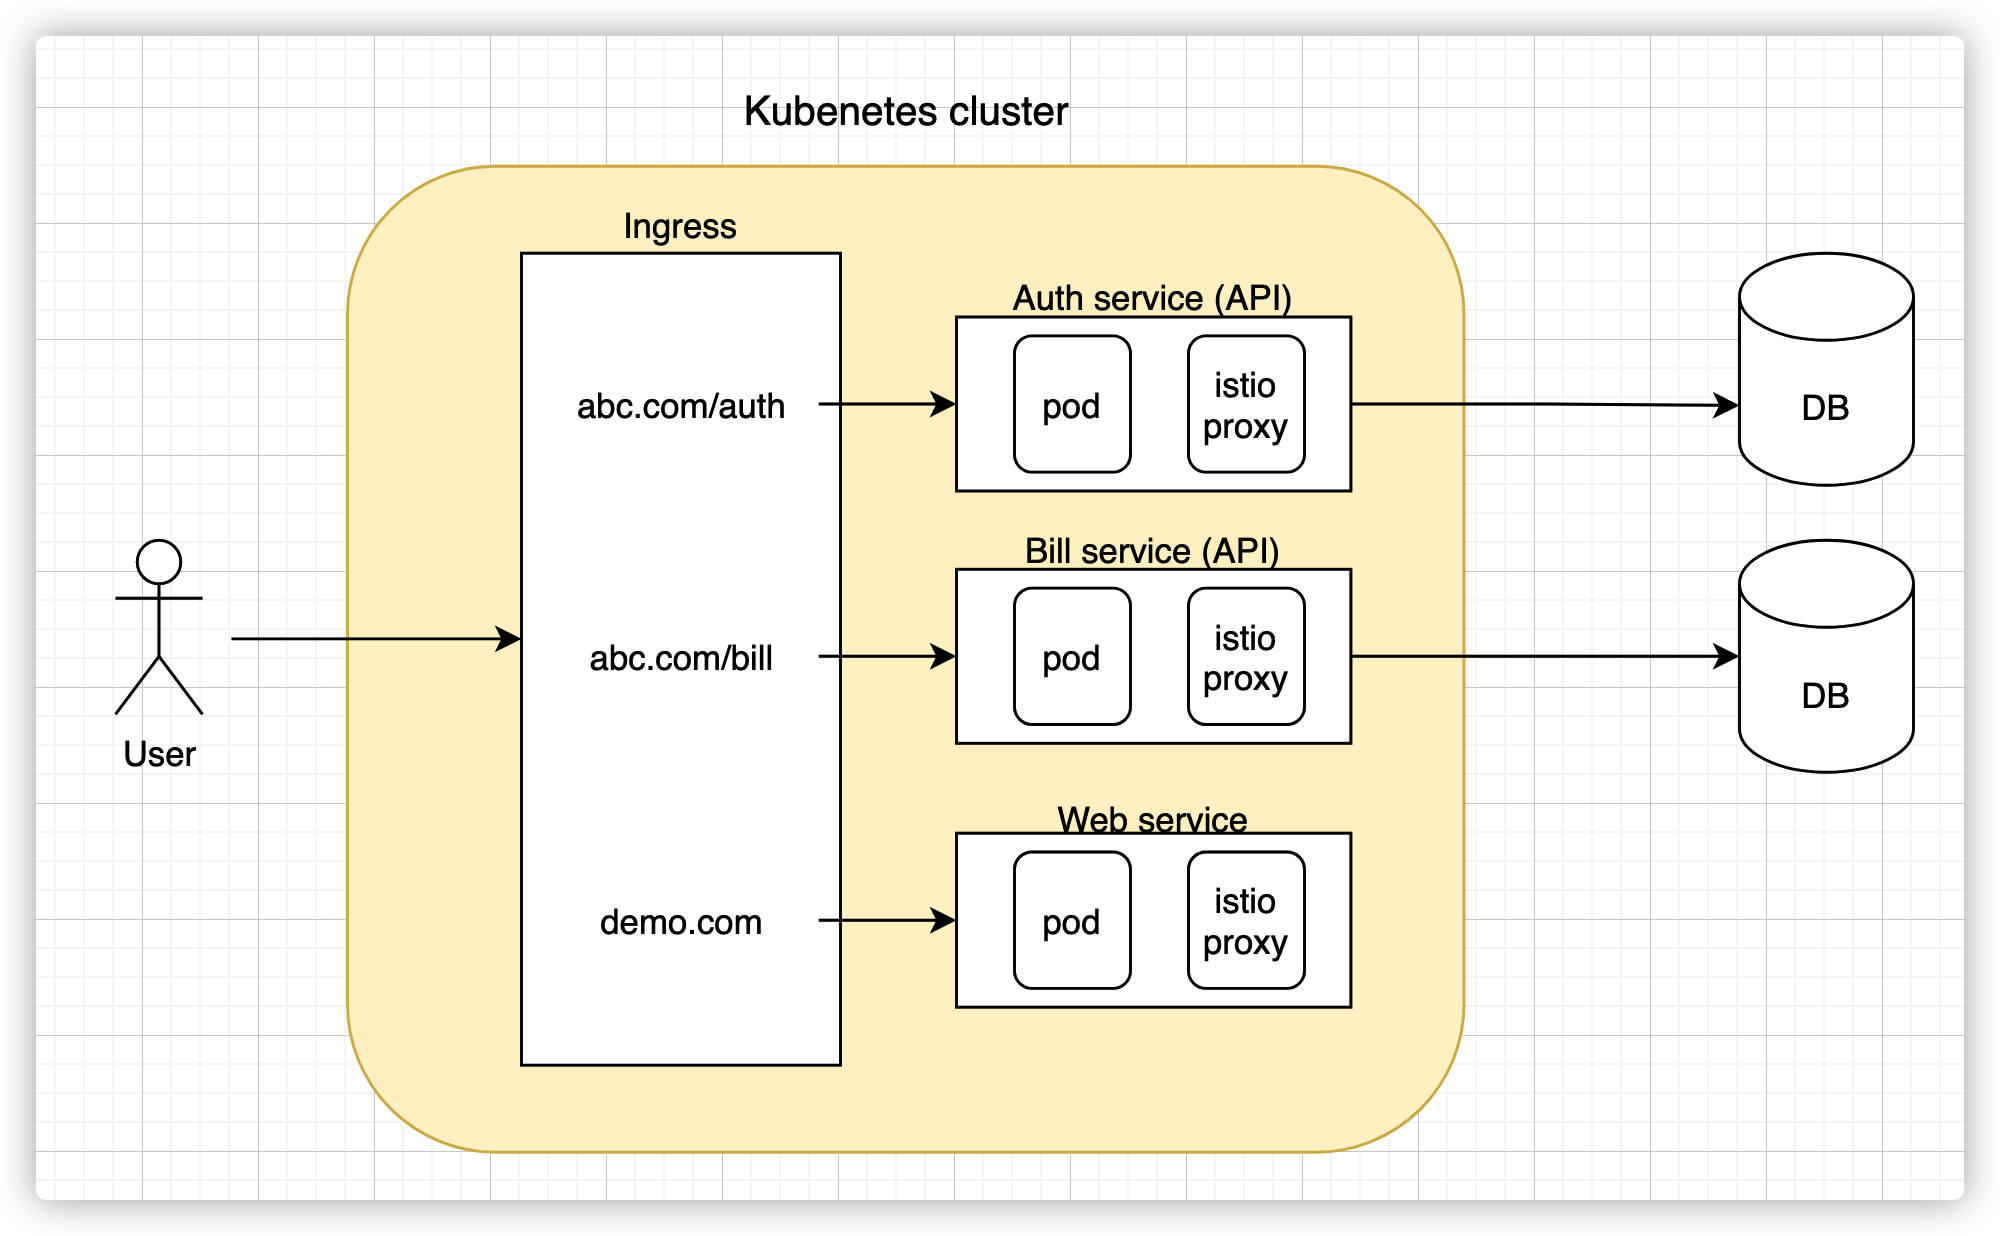 Kubenetes cluster
Ingress
Auth service (API)
abc.com/auth
pod
istio
proxy
DB
Bill service (API)
abc.com/bill
pod
istio
proxy
DB
User
Web service
demo.com
pod
istio
proxy